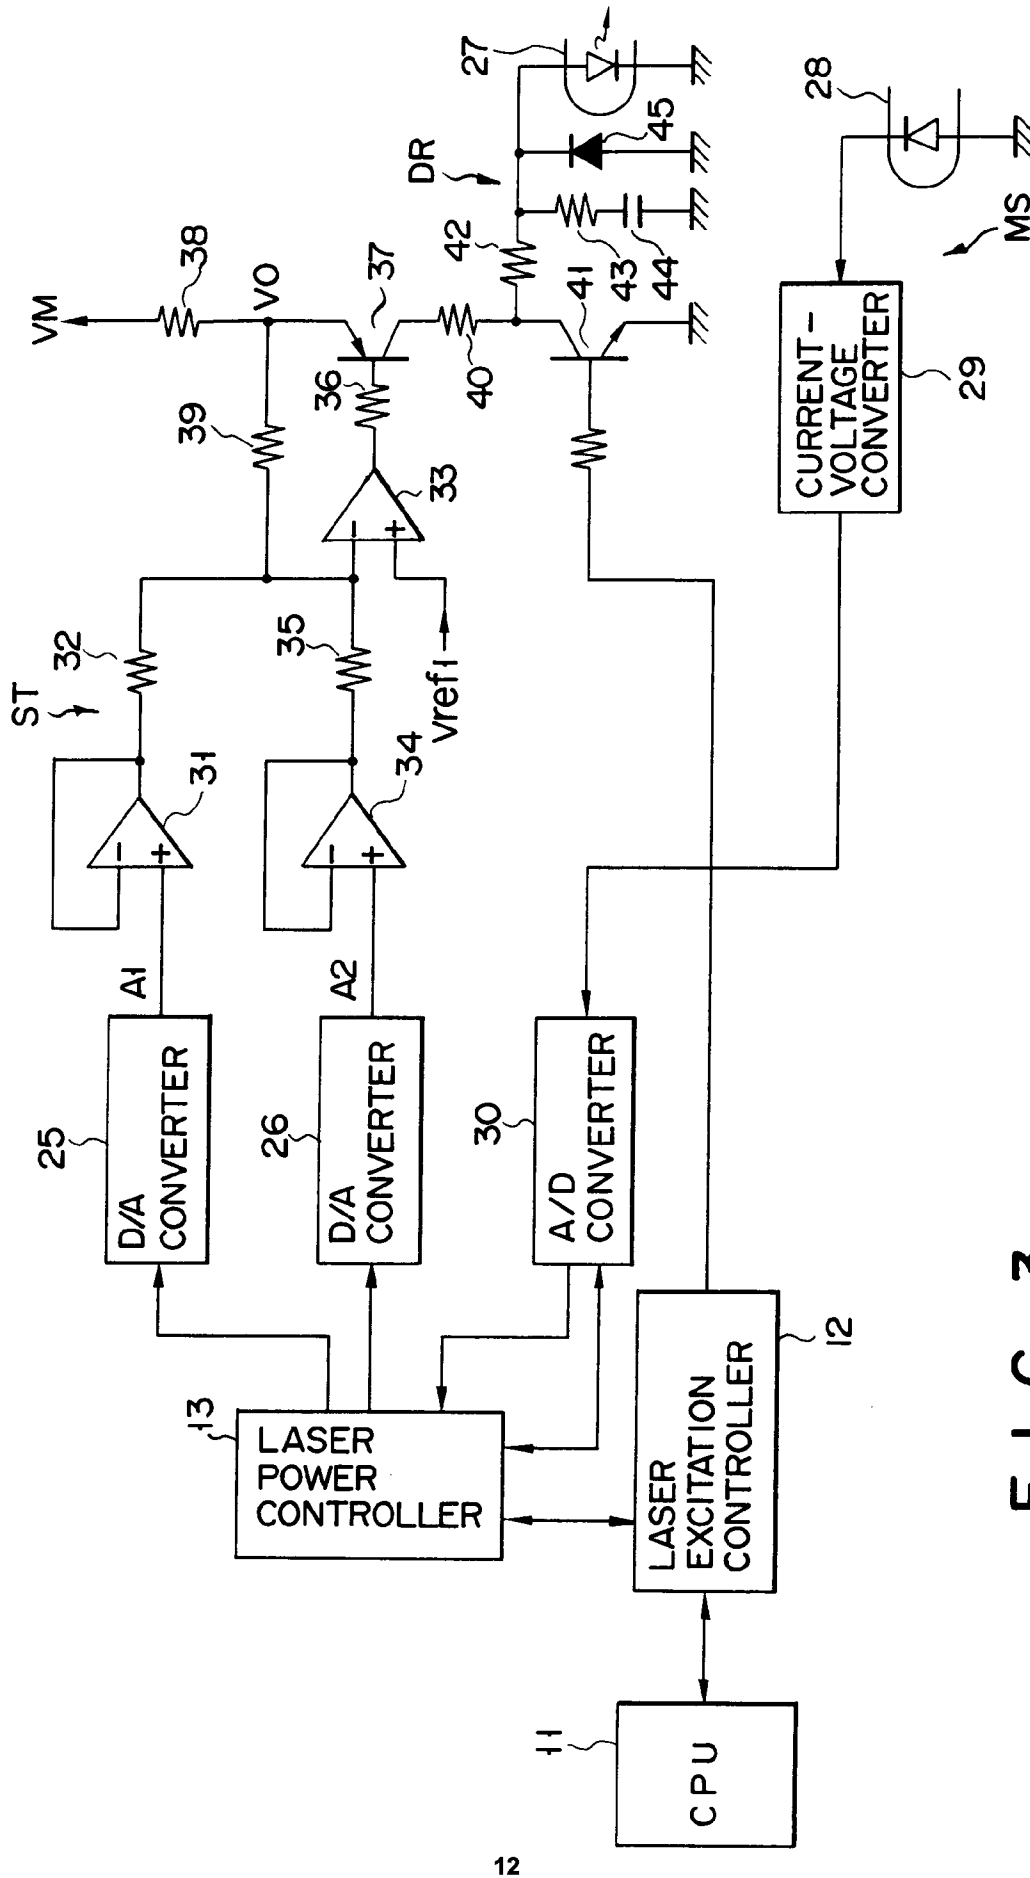 VM
38
VO
39
37
36
33
32
ST
31
35
34
Vref1
A1
A2
25
D/A
CONVERTER
26
D/A
CONVERTER
DR
27
45
42
43
44
41
40
28
MS
CURRENT-
VOLTAGE
CONVERTER
29
30
A/D
CONVERTER
13
LASER
POWER
CONTROLLER
LASER
EXCITATION
CONTROLLER
12
11
CPU
12